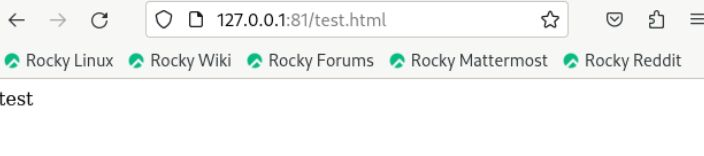 127.0.0.1:81/test.html
Rocky Linux Rocky Wiki Rocky Forums Rocky Mattermost Rocky Reddit
test